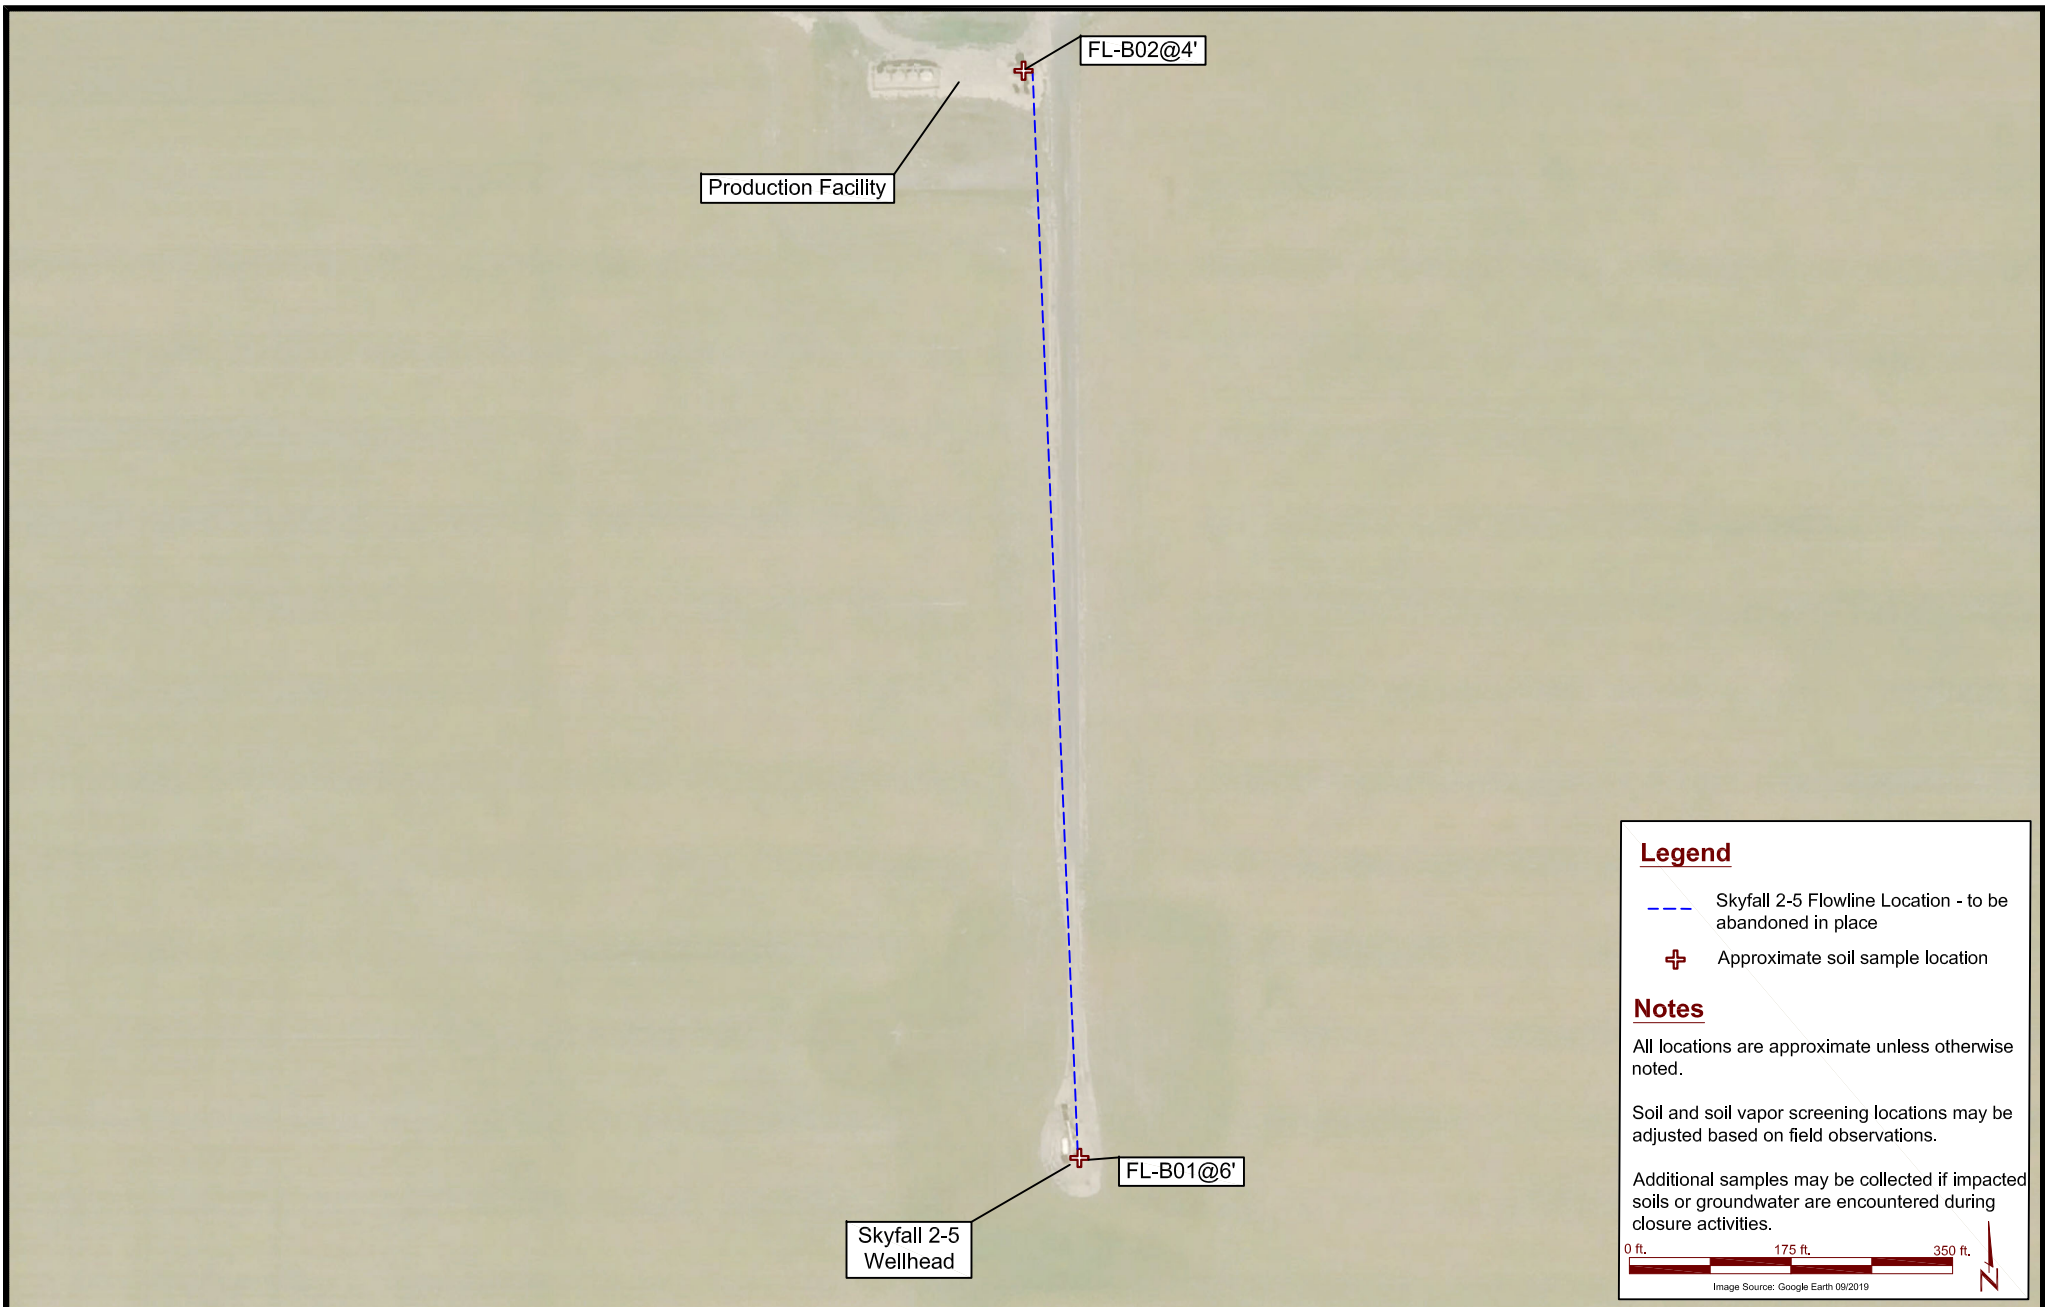 FL-B02@4'
Production Facility
FL-B01@6'
Skyfall 2-5
Wellhead
Legend
Skyfall 2-5 Flowline Location - to be
abandoned in place
Approximate soil sample location
Notes
All locations are approximate unless otherwise
noted.
Soil and soil vapor screening locations may be
adjusted based on field observations.
Additional samples may be collected if impacted
soils or groundwater are encountered during
closure activities.
0 ft. 175 ft. 350 ft.
N
Image Source: Google Earth 09/2019